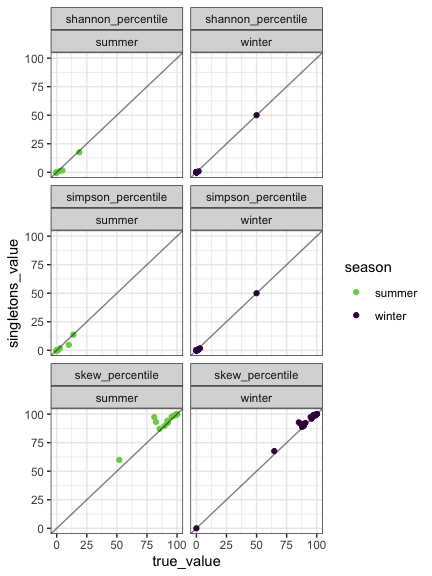 shannon_percentile shannon_percentile
summer winter
100
75
50
25
0
simpson_percentile simpson_percentile
summer winter
100
75
50
25
0
skew_percentile skew_percentile
summer winter
100
75
50
25
0
0 25 50 75 100 0 25 50 75 100
true_value
singletons_value
season
summer
winter